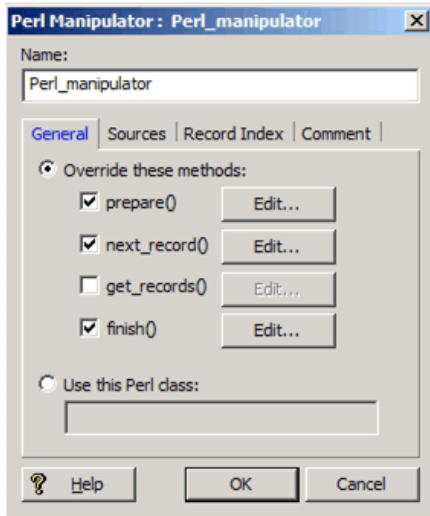 Perl Manipulator : Perl_manipulator
Name:
Perl_manipulator
General Sources Record Index Comment
Override these methods:
prepare() Edit...
next_record() Edit...
get_records() Edit...
finish() Edit...
Use this Perl class:
? Help OK Cancel